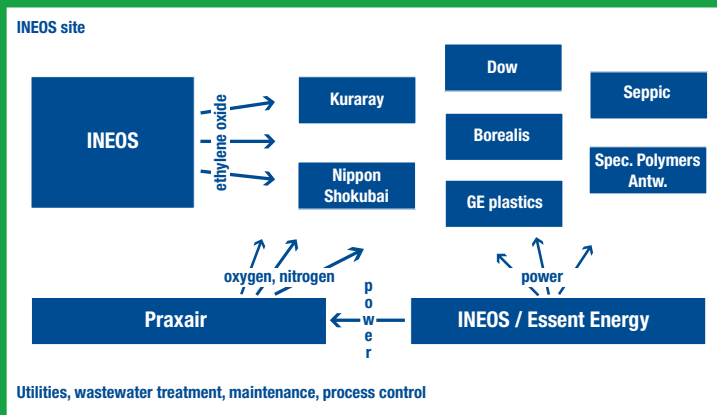 INEOS site
Dow
Seppic
Kuraray
INEOS
ethylene oxide
Borealis
Spec. Polymers
Antw.
Nippon
Shokubai
GE plastics
oxygen, nitrogen
power
power
Praxair
INEOS / Essent Energy
Utilities, wastewater treatment, maintenance, process control